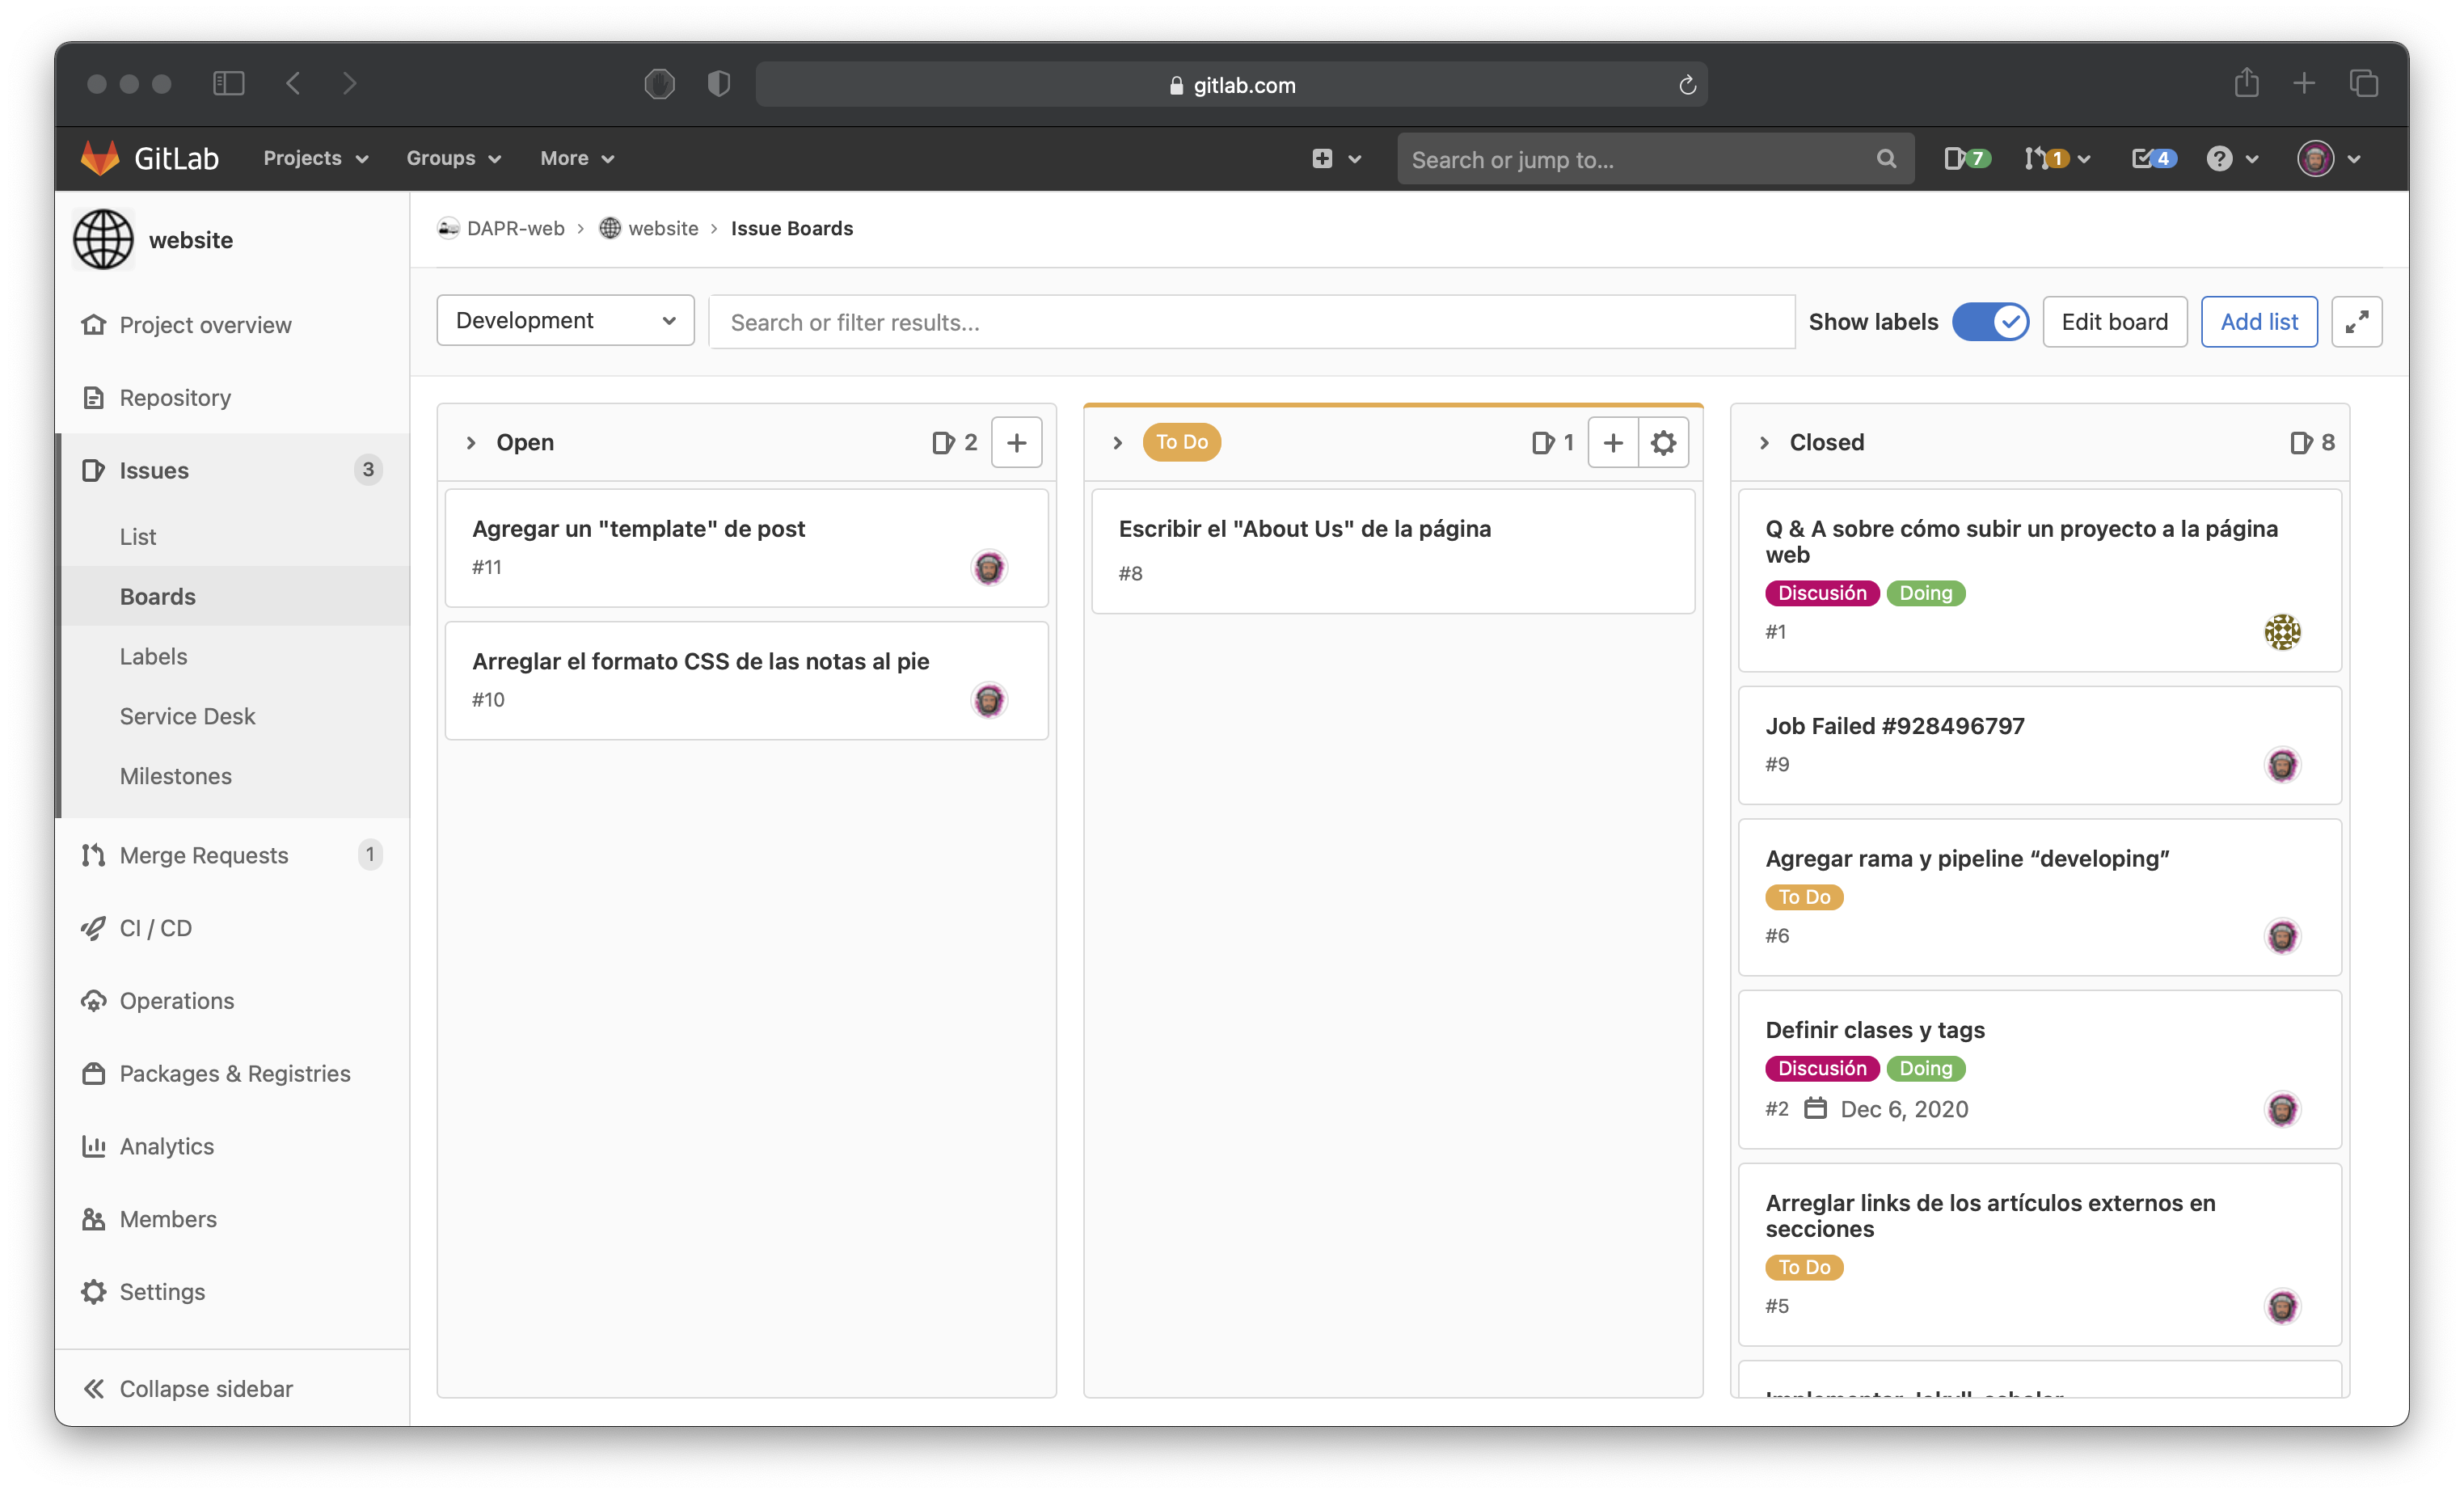 gitlab.com
GitLab
Projects
Groups
More
Search or jump to...
7
1
4
website
Project overview
Repository
Issues 3
List
Boards
Labels
Service Desk
Milestones
Merge Requests 1
CI / CD
Operations
Packages & Registries
Analytics
Members
Settings
Collapse sidebar
DAPR-web › website › Issue Boards
Development
Search or filter results...
Show labels
Edit board
Add list
Open 2
Agregar un "template" de post
#11
Arreglar el formato CSS de las notas al pie
#10
To Do 1
Escribir el "About Us" de la página
#8
Closed 8
Q & A sobre cómo subir un proyecto a la página
web
Discusión Doing
#1
Job Failed #928496797
#9
Agregar rama y pipeline “developing”
To Do
#6
Definir clases y tags
Discusión Doing
#2 Dec 6, 2020
Arreglar links de los artículos externos en
secciones
To Do
#5